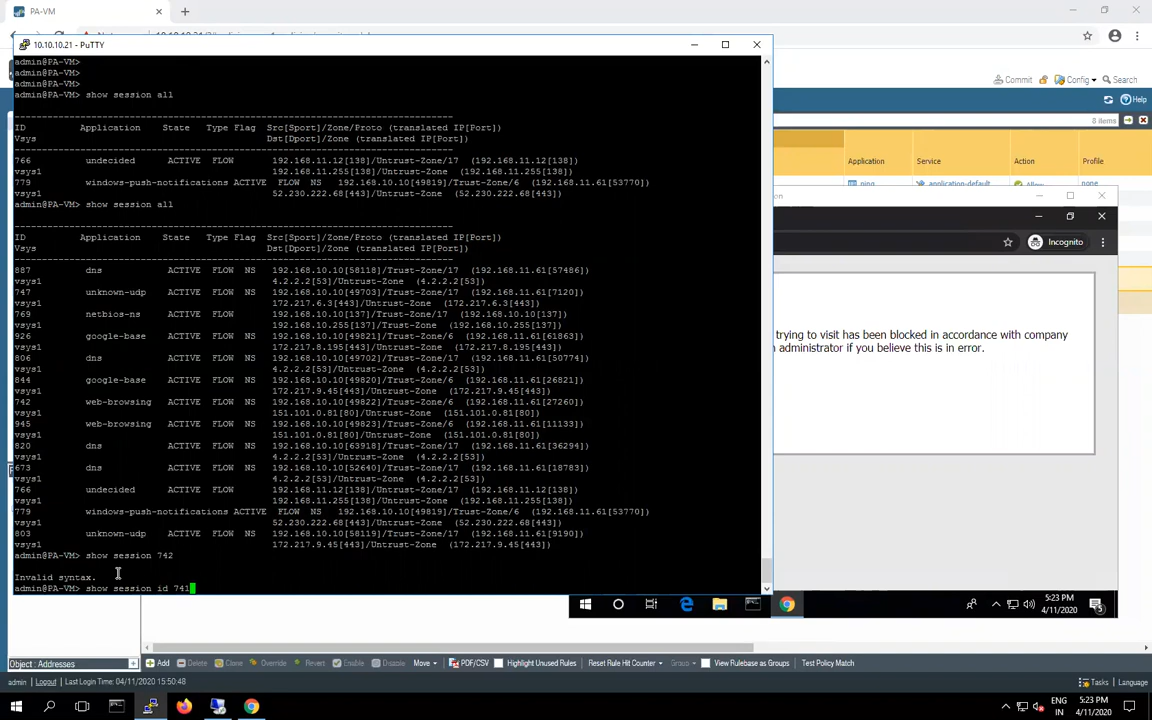 PA-VM
10.10.10.21 - PuTTY
admin@PA-VM>
admin@PA-VM>
admin@PA-VM>
admin@PA-VM> show session all
--------------------------------------------------------------------------------
ID Application State Type Flag Src[Sport]/Zone/Proto (translated IP[Port])
Vsys Dst[Dport]/Zone (translated IP[Port])
--------------------------------------------------------------------------------
766 undecided ACTIVE FLOW 192.168.11.12[138]/Untrust-Zone/17 (192.168.11.12[138])
vsys1 192.168.11.255[138]/Untrust-Zone (192.168.11.255[138])
779 windows-push-notifications ACTIVE FLOW NS 192.168.10.10[49819]/Trust-Zone/6 (192.168.11.61[53770])
vsys1 52.230.222.68[443]/Untrust-Zone (52.230.222.68[443])
admin@PA-VM> show session all
--------------------------------------------------------------------------------
ID Application State Type Flag Src[Sport]/Zone/Proto (translated IP[Port])
Vsys Dst[Dport]/Zone (translated IP[Port])
--------------------------------------------------------------------------------
887 dns ACTIVE FLOW NS 192.168.10.10[58118]/Trust-Zone/17 (192.168.11.61[57486])
vsys1 4.2.2.2[53]/Untrust-Zone (4.2.2.2[53])
747 unknown-udp ACTIVE FLOW NS 192.168.10.10[49703]/Trust-Zone/17 (192.168.11.61[7120])
vsys1 172.217.6.3[443]/Untrust-Zone (172.217.6.3[443])
769 netbios-ns ACTIVE FLOW 192.168.10.10[137]/Trust-Zone/17 (192.168.10.10[137])
vsys1 192.168.10.255[137]/Trust-Zone (192.168.10.255[137])
926 google-base ACTIVE FLOW NS 192.168.10.10[49821]/Trust-Zone/6 (192.168.11.61[61863])
vsys1 172.217.8.195[443]/Untrust-Zone (172.217.8.195[443])
806 dns ACTIVE FLOW NS 192.168.10.10[49702]/Trust-Zone/17 (192.168.11.61[50774])
vsys1 4.2.2.2[53]/Untrust-Zone (4.2.2.2[53])
844 google-base ACTIVE FLOW NS 192.168.10.10[49820]/Trust-Zone/6 (192.168.11.61[26821])
vsys1 172.217.9.45[443]/Untrust-Zone (172.217.9.45[443])
742 web-browsing ACTIVE FLOW NS 192.168.10.10[49822]/Trust-Zone/6 (192.168.11.61[27260])
vsys1 151.101.0.81[80]/Untrust-Zone (151.101.0.81[80])
945 web-browsing ACTIVE FLOW NS 192.168.10.10[49823]/Trust-Zone/6 (192.168.11.61[11133])
vsys1 151.101.0.81[80]/Untrust-Zone (151.101.0.81[80])
820 dns ACTIVE FLOW NS 192.168.10.10[63918]/Trust-Zone/17 (192.168.11.61[36294])
vsys1 4.2.2.2[53]/Untrust-Zone (4.2.2.2[53])
673 dns ACTIVE FLOW NS 192.168.10.10[52640]/Trust-Zone/17 (192.168.11.61[18783])
vsys1 4.2.2.2[53]/Untrust-Zone (4.2.2.2[53])
766 undecided ACTIVE FLOW 192.168.11.12[138]/Untrust-Zone/17 (192.168.11.12[138])
vsys1 192.168.11.255[138]/Untrust-Zone (192.168.11.255[138])
779 windows-push-notifications ACTIVE FLOW NS 192.168.10.10[49819]/Trust-Zone/6 (192.168.11.61[53770])
vsys1 52.230.222.68[443]/Untrust-Zone (52.230.222.68[443])
803 unknown-udp ACTIVE FLOW NS 192.168.10.10[58119]/Trust-Zone/17 (192.168.11.61[9190])
vsys1 172.217.9.45[443]/Untrust-Zone (172.217.9.45[443])
admin@PA-VM> show session 742
Invalid syntax.
admin@PA-VM> show session id 741
Commit Config Search
Help
8 items
Application Service Action Profile
ping application-default Allow none
Incognito
trying to visit has been blocked in accordance with company
administrator if you believe this is in error.
5:23 PM
4/11/2020
5
Object : Addresses
Add Delete Clone Override Revert Enable Disable Move PDF/CSV Highlight Unused Rules Reset Rule Hit Counter Group View Rulebase as Groups Test Policy Match
admin Logout Last Login Time: 04/11/2020 15:50:48 Tasks Language
ENG
IN
5:23 PM
4/11/2020